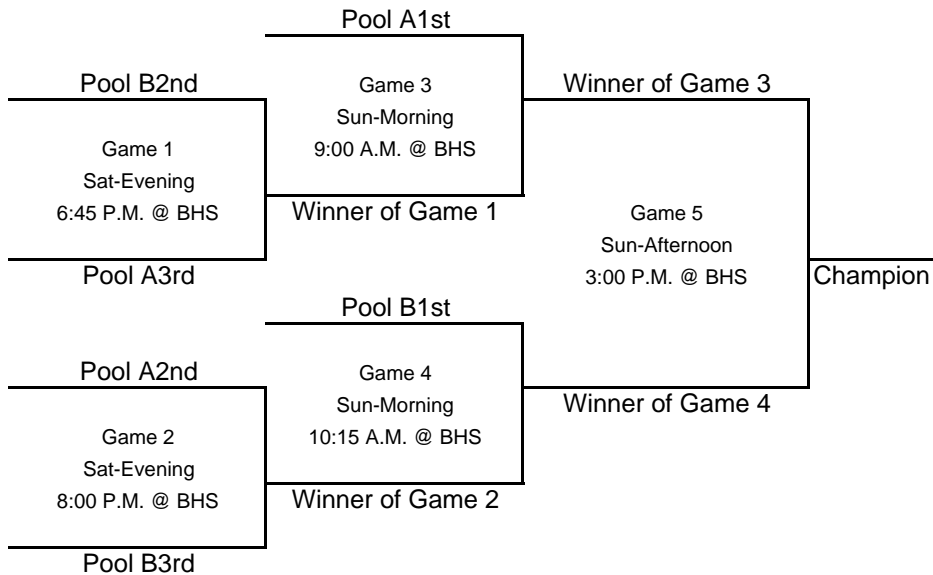 Pool A1st
Pool B2nd
Game 3
Sun-Morning
9:00 A.M. @ BHS
Winner of Game 3
Game 1
Sat-Evening
6:45 P.M. @ BHS
Winner of Game 1
Game 5
Sun-Afternoon
3:00 P.M. @ BHS
Pool A3rd
Champion
Pool B1st
Pool A2nd
Game 4
Sun-Morning
10:15 A.M. @ BHS
Winner of Game 4
Game 2
Sat-Evening
8:00 P.M. @ BHS
Winner of Game 2
Pool B3rd